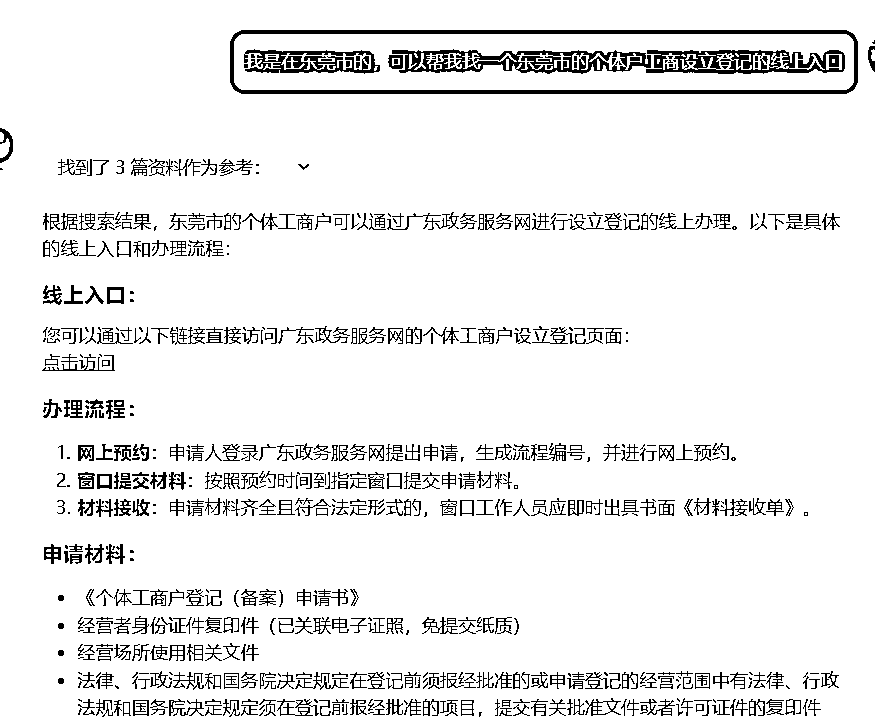 我是在东莞市的，可以帮我找一个东莞市的个体户工商设立登记的线上入口
找到了 3 篇资料作为参考：
根据搜索结果，东莞市的个体工商户可以通过广东政务服务网进行设立登记的线上办理。以下是具体
的线上入口和办理流程：
线上入口：
您可以通过以下链接直接访问广东政务服务网的个体工商户设立登记页面：
点击访问
办理流程：
1. 网上预约：申请人登录广东政务服务网提出申请，生成流程编号，并进行网上预约。
2. 窗口提交材料：按照预约时间到指定窗口提交申请材料。
3. 材料接收：申请材料齐全且符合法定形式的，窗口工作人员应即时出具书面《材料接收单》。
申请材料：
• 《个体工商户登记（备案）申请书》
• 经营者身份证件复印件（已关联电子证照，免提交纸质）
• 经营场所使用相关文件
• 法律、行政法规和国务院决定规定在登记前须报经批准的或申请登记的经营范围中有法律、行政
法规和国务院决定规定须在登记前报经批准的项目，提交有关批准文件或者许可证件的复印件